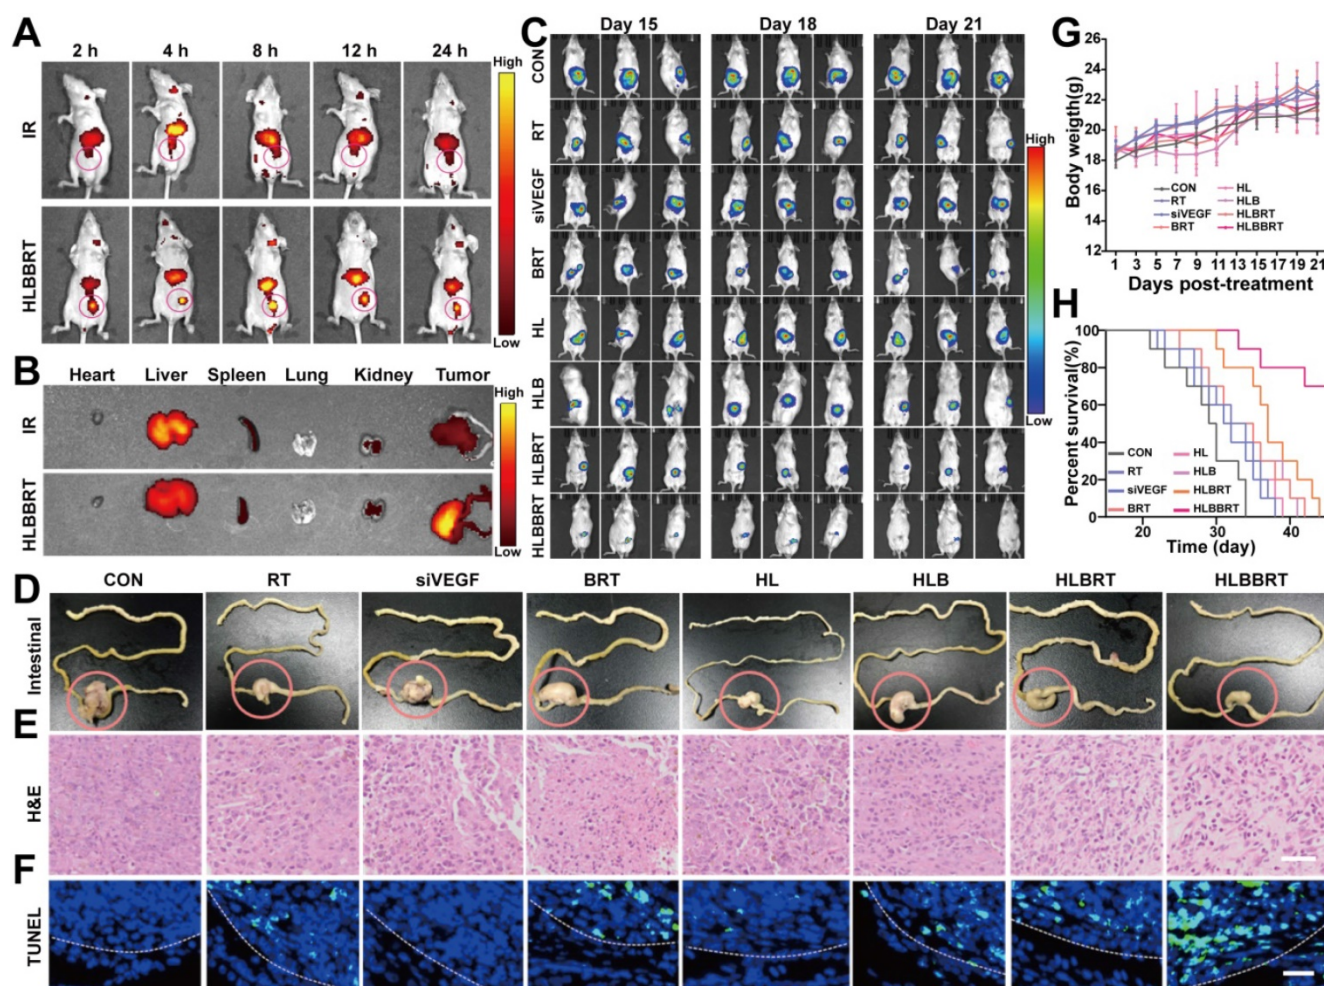 A
2 h 4 h 8 h 12 h 24 h
IR
HLBBRT
High
Low
B
Heart Liver Spleen Lung Kidney Tumor
IR
HLBBRT
High
Low
C
Day 15 Day 18 Day 21
CON
RT
siVEGF
BRT
HL
HLB
HLBRT
HLBBRT
High
Low
G
Body weigth(g)
26
24
22
20
18
16
14
12
CON HL
RT HLB
siVEGF HLBRT
BRT HLBBRT
1 3 5 7 9 11 13 15 17 19 21
Days post-treatment
H
Percent survival(%)
100
80
60
40
20
0
CON HL
RT HLB
siVEGF HLBRT
BRT HLBBRT
20 30 40
Time (day)
CON RT siVEGF BRT HL HLB HLBRT HLBBRT
D
Intestinal
E
H&E
F
TUNEL